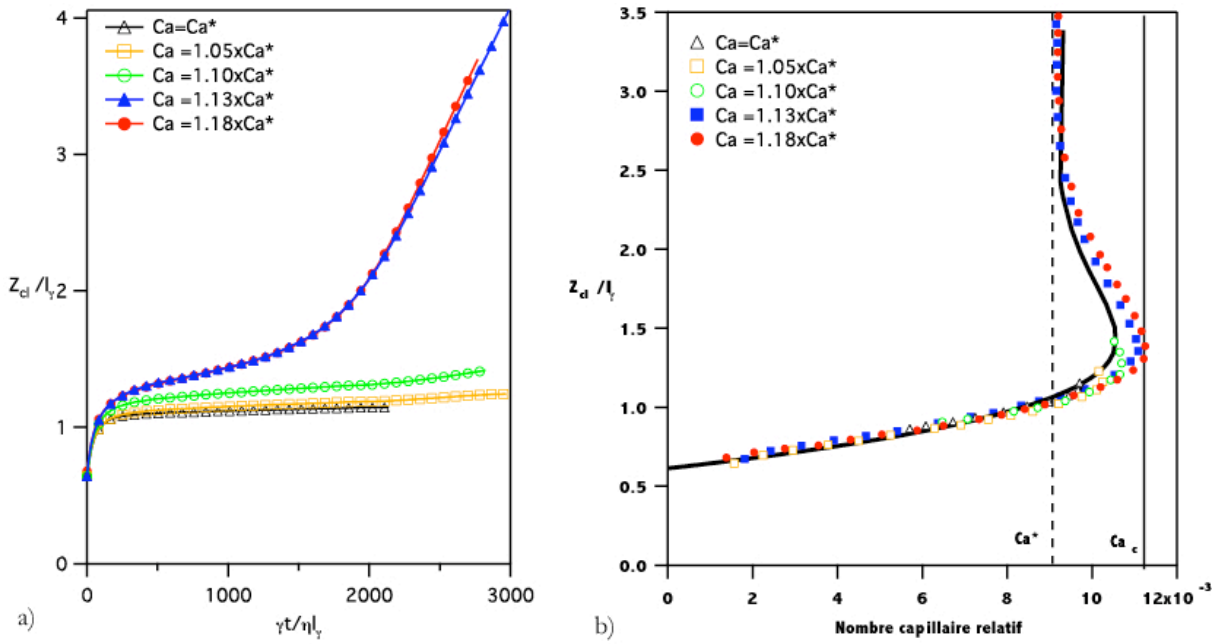 4
3
2
1
0
Z_cl /l_γ
Ca=Ca*
Ca =1.05xCa*
Ca =1.10xCa*
Ca =1.13xCa*
Ca =1.18xCa*
0 1000 2000 3000
γt/ηl_γ
a)
3.5
3.0
2.5
2.0
1.5
1.0
0.5
0.0
Z_cl /l_γ
Ca=Ca*
Ca =1.05xCa*
Ca =1.10xCa*
Ca =1.13xCa*
Ca =1.18xCa*
Ca* Ca_c
0 2 4 6 8 10 12x10^-3
Nombre capillaire relatif
b)